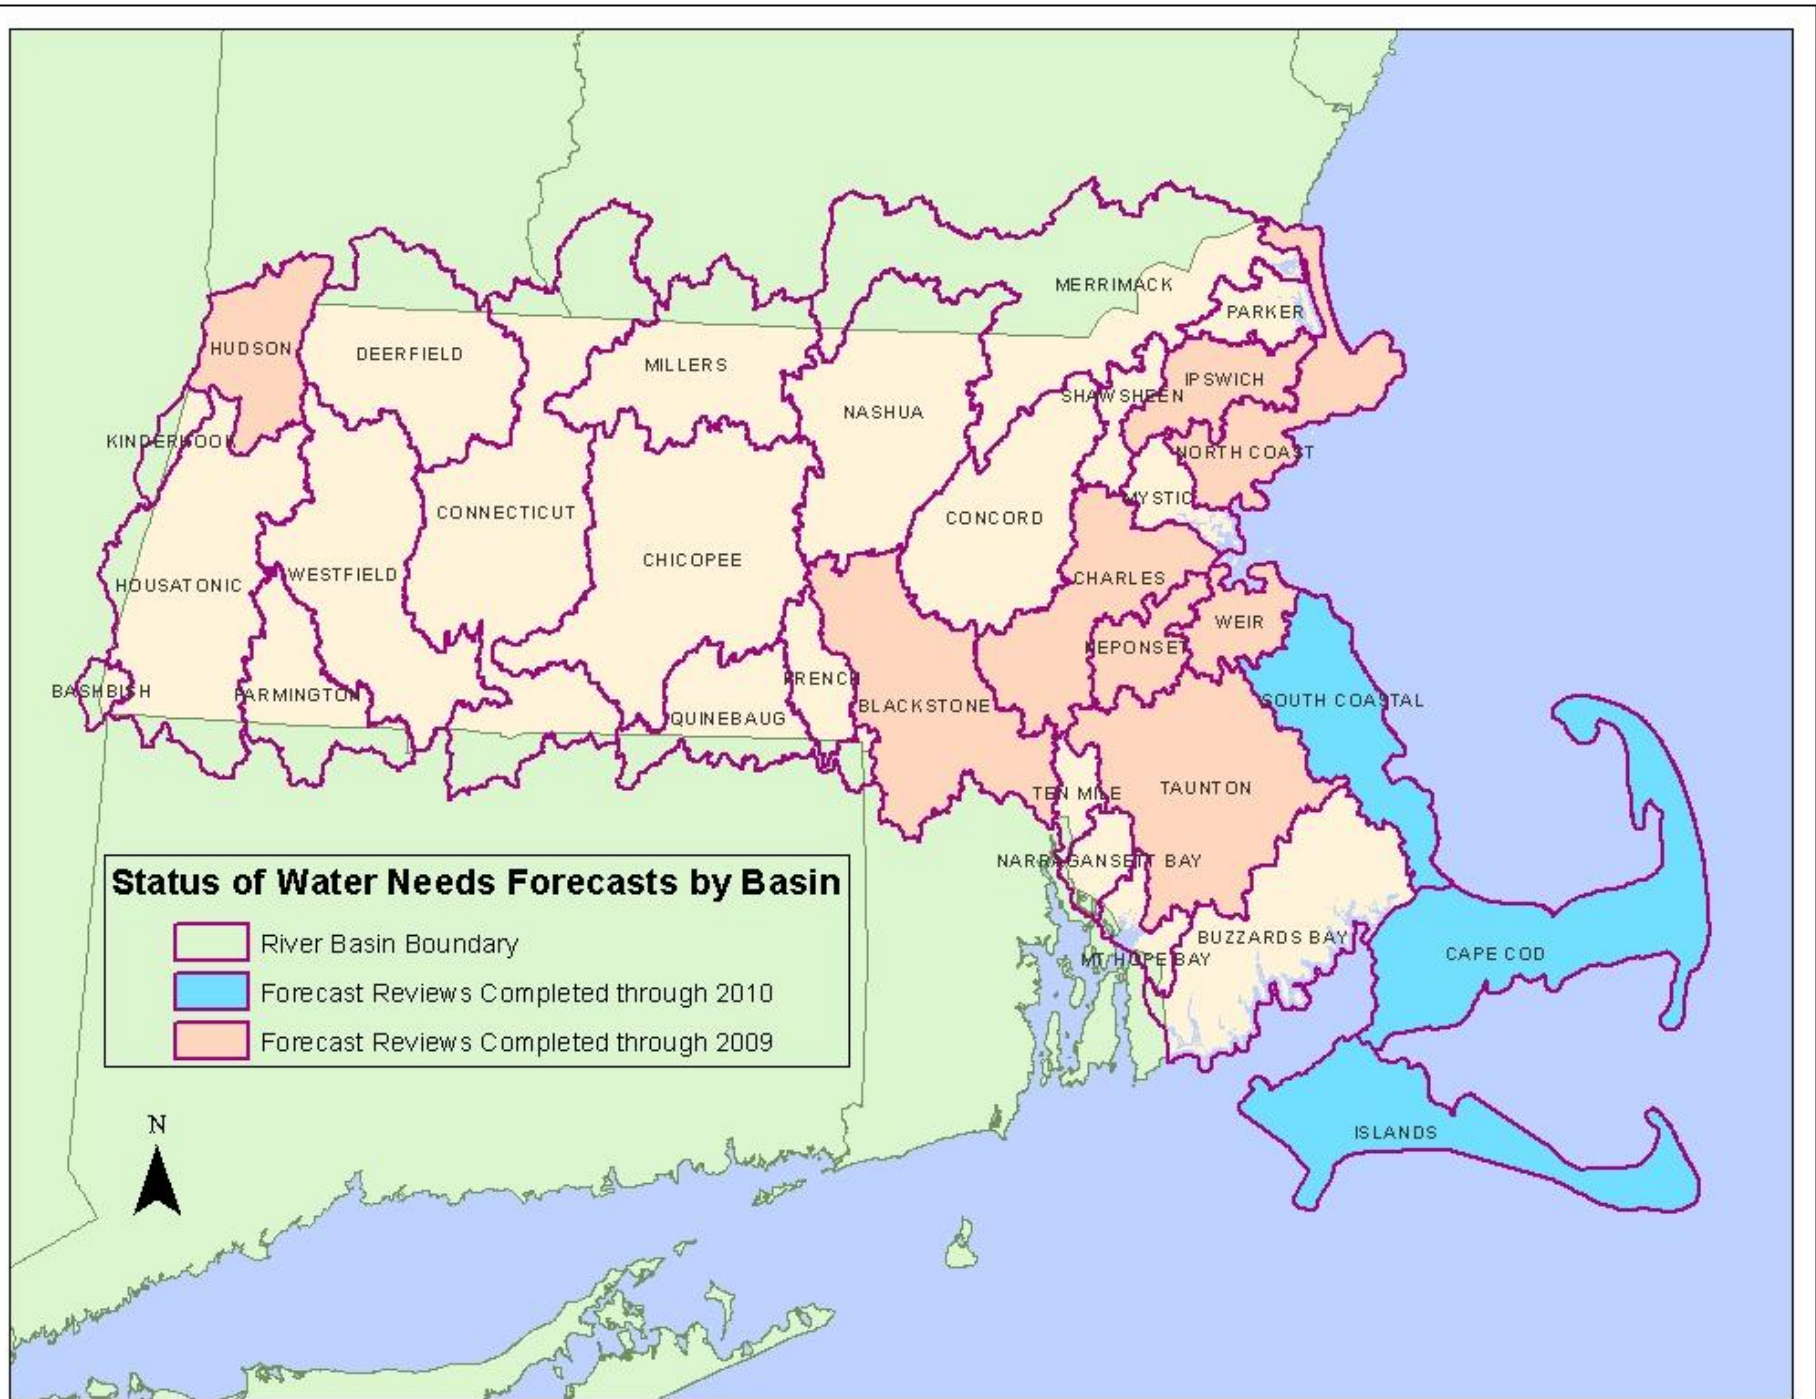 MERRIMACK
PARKER
HUDSON
DEERFIELD
MILLERS
IPSWICH
SHAWSHEEN
NASHUA
KINDERHOOK
NORTH COAST
MYSTIC
CONNECTICUT
CONCORD
CHICOPEE
WESTFIELD
HOUSATONIC
CHARLES
WEIR
NEPONSET
BASHBISH
FARMINGTON
FRENCH
BLACKSTONE
QUINEBAUG
SOUTH COASTAL
TEN MILE
TAUNTON
NARRAGANSETT BAY
BUZZARDS BAY
MT HOPE BAY
CAPE COD
ISLANDS
Status of Water Needs Forecasts by Basin
River Basin Boundary
Forecast Reviews Completed through 2010
Forecast Reviews Completed through 2009
N